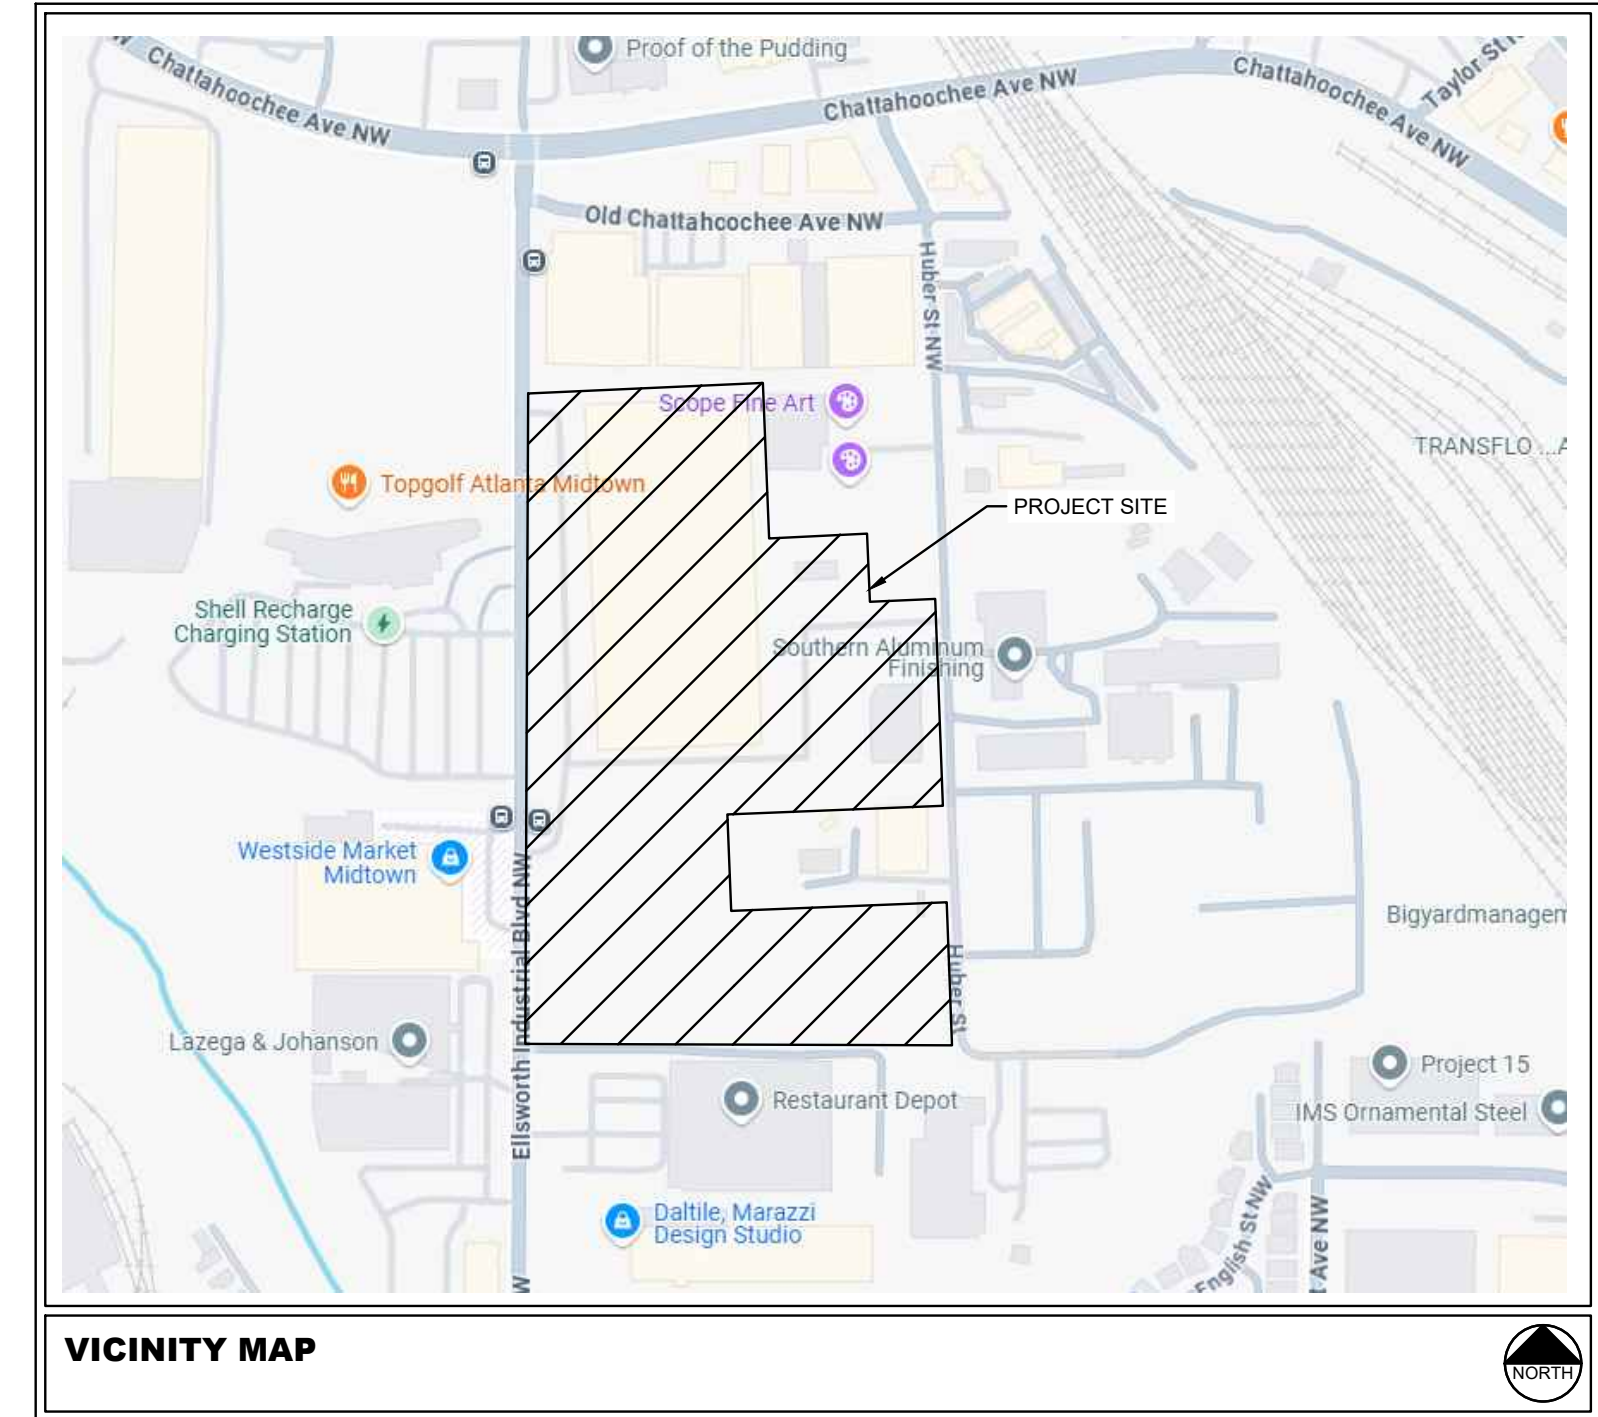 Proof of the Pudding
Chattahoochee Ave NW
Chattahoochee Ave NW
Chattahoochee Ave NW
Old Chattahoochee Ave NW
Huber St NW
Scope Fine Art
Topgolf Atlanta Midtown
TRANSFLO ...
PROJECT SITE
Shell Recharge
Charging Station
Southern Aluminum
Finishing
Westside Market
Midtown
Ellsworth Industrial Blvd NW
Huber St
Lazega & Johanson
Restaurant Depot
Project 15
IMS Ornamental Steel
Daltile, Marazzi
Design Studio
English St NW
Ave NW
VICINITY MAP
NORTH